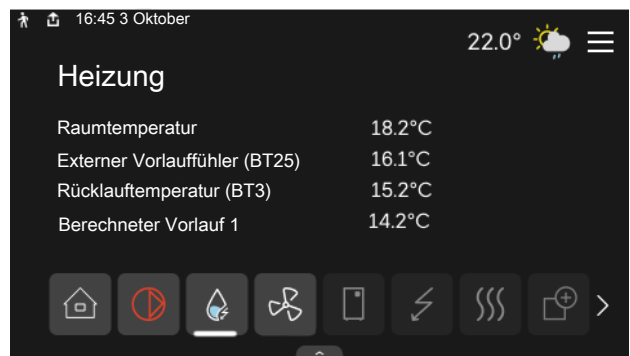 16:45 3 Oktober
22.0°
Heizung
Raumtemperatur 18.2°C
Externer Vorlauffühler (BT25) 16.1°C
Rücklauftemperatur (BT3) 15.2°C
Berechneter Vorlauf 1 14.2°C